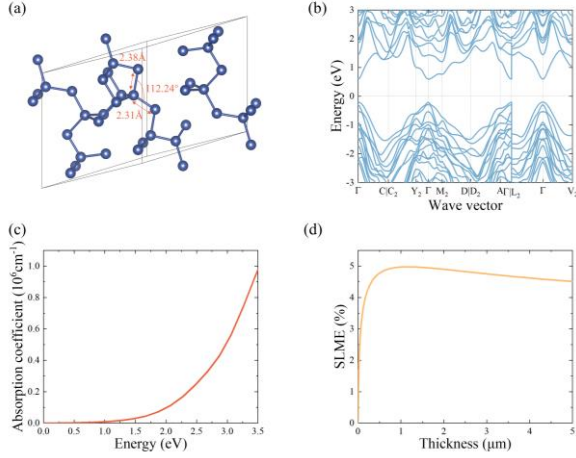 (a)
2.38Å
112.24°
2.31Å
(b)
3
2
1
0
-1
-2
-3
Energy (eV)
Γ C|C₂ Y₂ Γ M₂ D|D₂ A Γ|L₂ Γ V₂
Wave vector
(c)
1.0
0.8
0.6
0.4
0.2
0.0
Absorption coefficient (10⁶cm⁻¹)
0.0 0.5 1.0 1.5 2.0 2.5 3.0 3.5
Energy (eV)
(d)
5
4
3
2
1
0
SLME (%)
0 1 2 3 4 5
Thickness (μm)